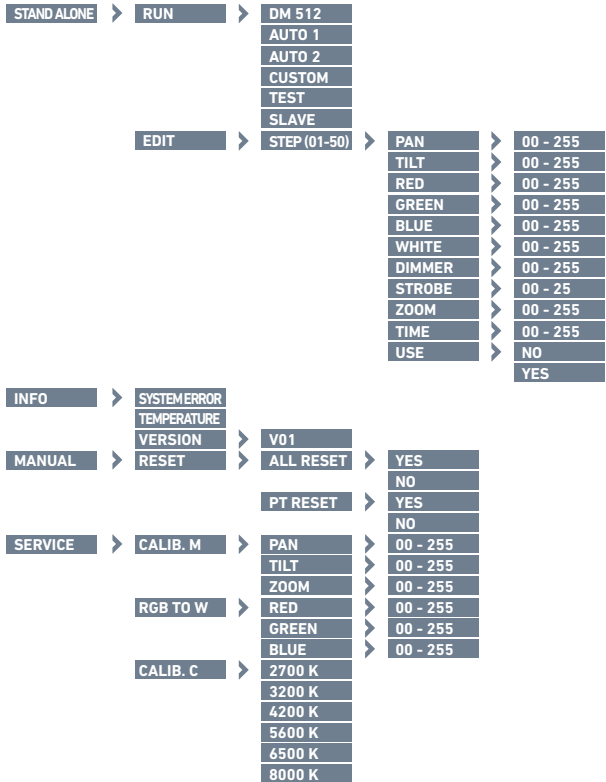 STAND ALONE RUN DM 512
AUTO 1
AUTO 2
CUSTOM
TEST
SLAVE
EDIT STEP (01-50) PAN 00 - 255
TILT 00 - 255
RED 00 - 255
GREEN 00 - 255
BLUE 00 - 255
WHITE 00 - 255
DIMMER 00 - 255
STROBE 00 - 25
ZOOM 00 - 255
TIME 00 - 255
USE NO
YES
INFO SYSTEM ERROR
TEMPERATURE
VERSION V01
MANUAL RESET ALL RESET YES
NO
PT RESET YES
NO
SERVICE CALIB. M PAN 00 - 255
TILT 00 - 255
ZOOM 00 - 255
RGB TO W RED 00 - 255
GREEN 00 - 255
BLUE 00 - 255
CALIB. C 2700 K
3200 K
4200 K
5600 K
6500 K
8000 K